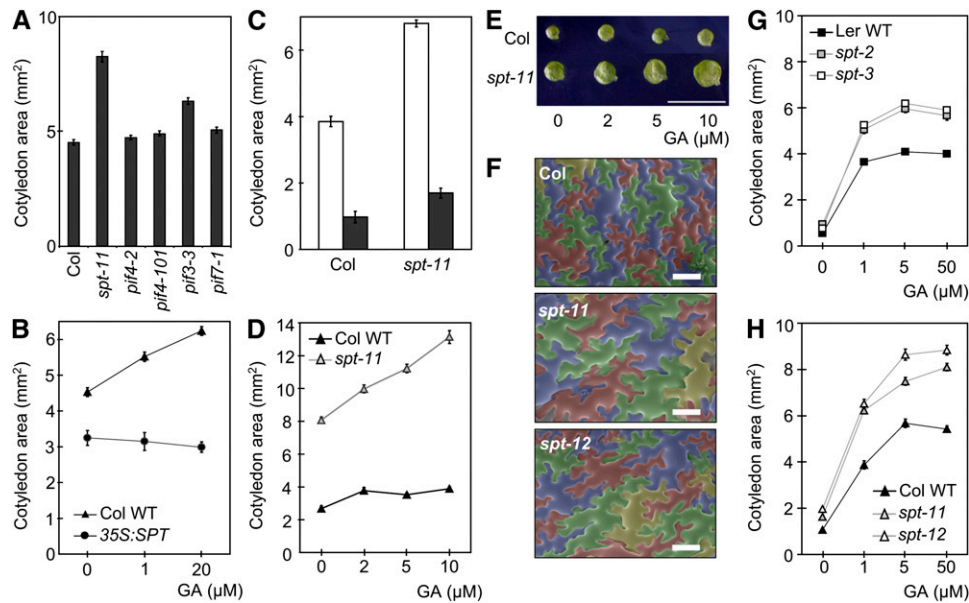 A
Cotyledon area (mm2)
10
5
0
Col
spt-11
pif4-2
pif4-101
pif3-3
pif7-1
B
Cotyledon area (mm2)
6
5
4
3
2
1
0
Col WT
35S:SPT
0
1
20
GA (µM)
C
Cotyledon area (mm2)
6
4
2
0
Col
spt-11
D
Cotyledon area (mm2)
14
12
10
8
6
4
2
0
Col WT
spt-11
0
2
5
10
GA (µM)
E
Col
spt-11
0
2
5
10
GA
(µM)
F
Col
spt-11
spt-12
G
Cotyledon area (mm2)
10
8
6
4
2
0
Ler WT
spt-2
spt-3
0
1
5
50
GA (µM)
H
Cotyledon area (mm2)
10
8
6
4
2
0
Col WT
spt-11
spt-12
0
1
5
50
GA (µM)